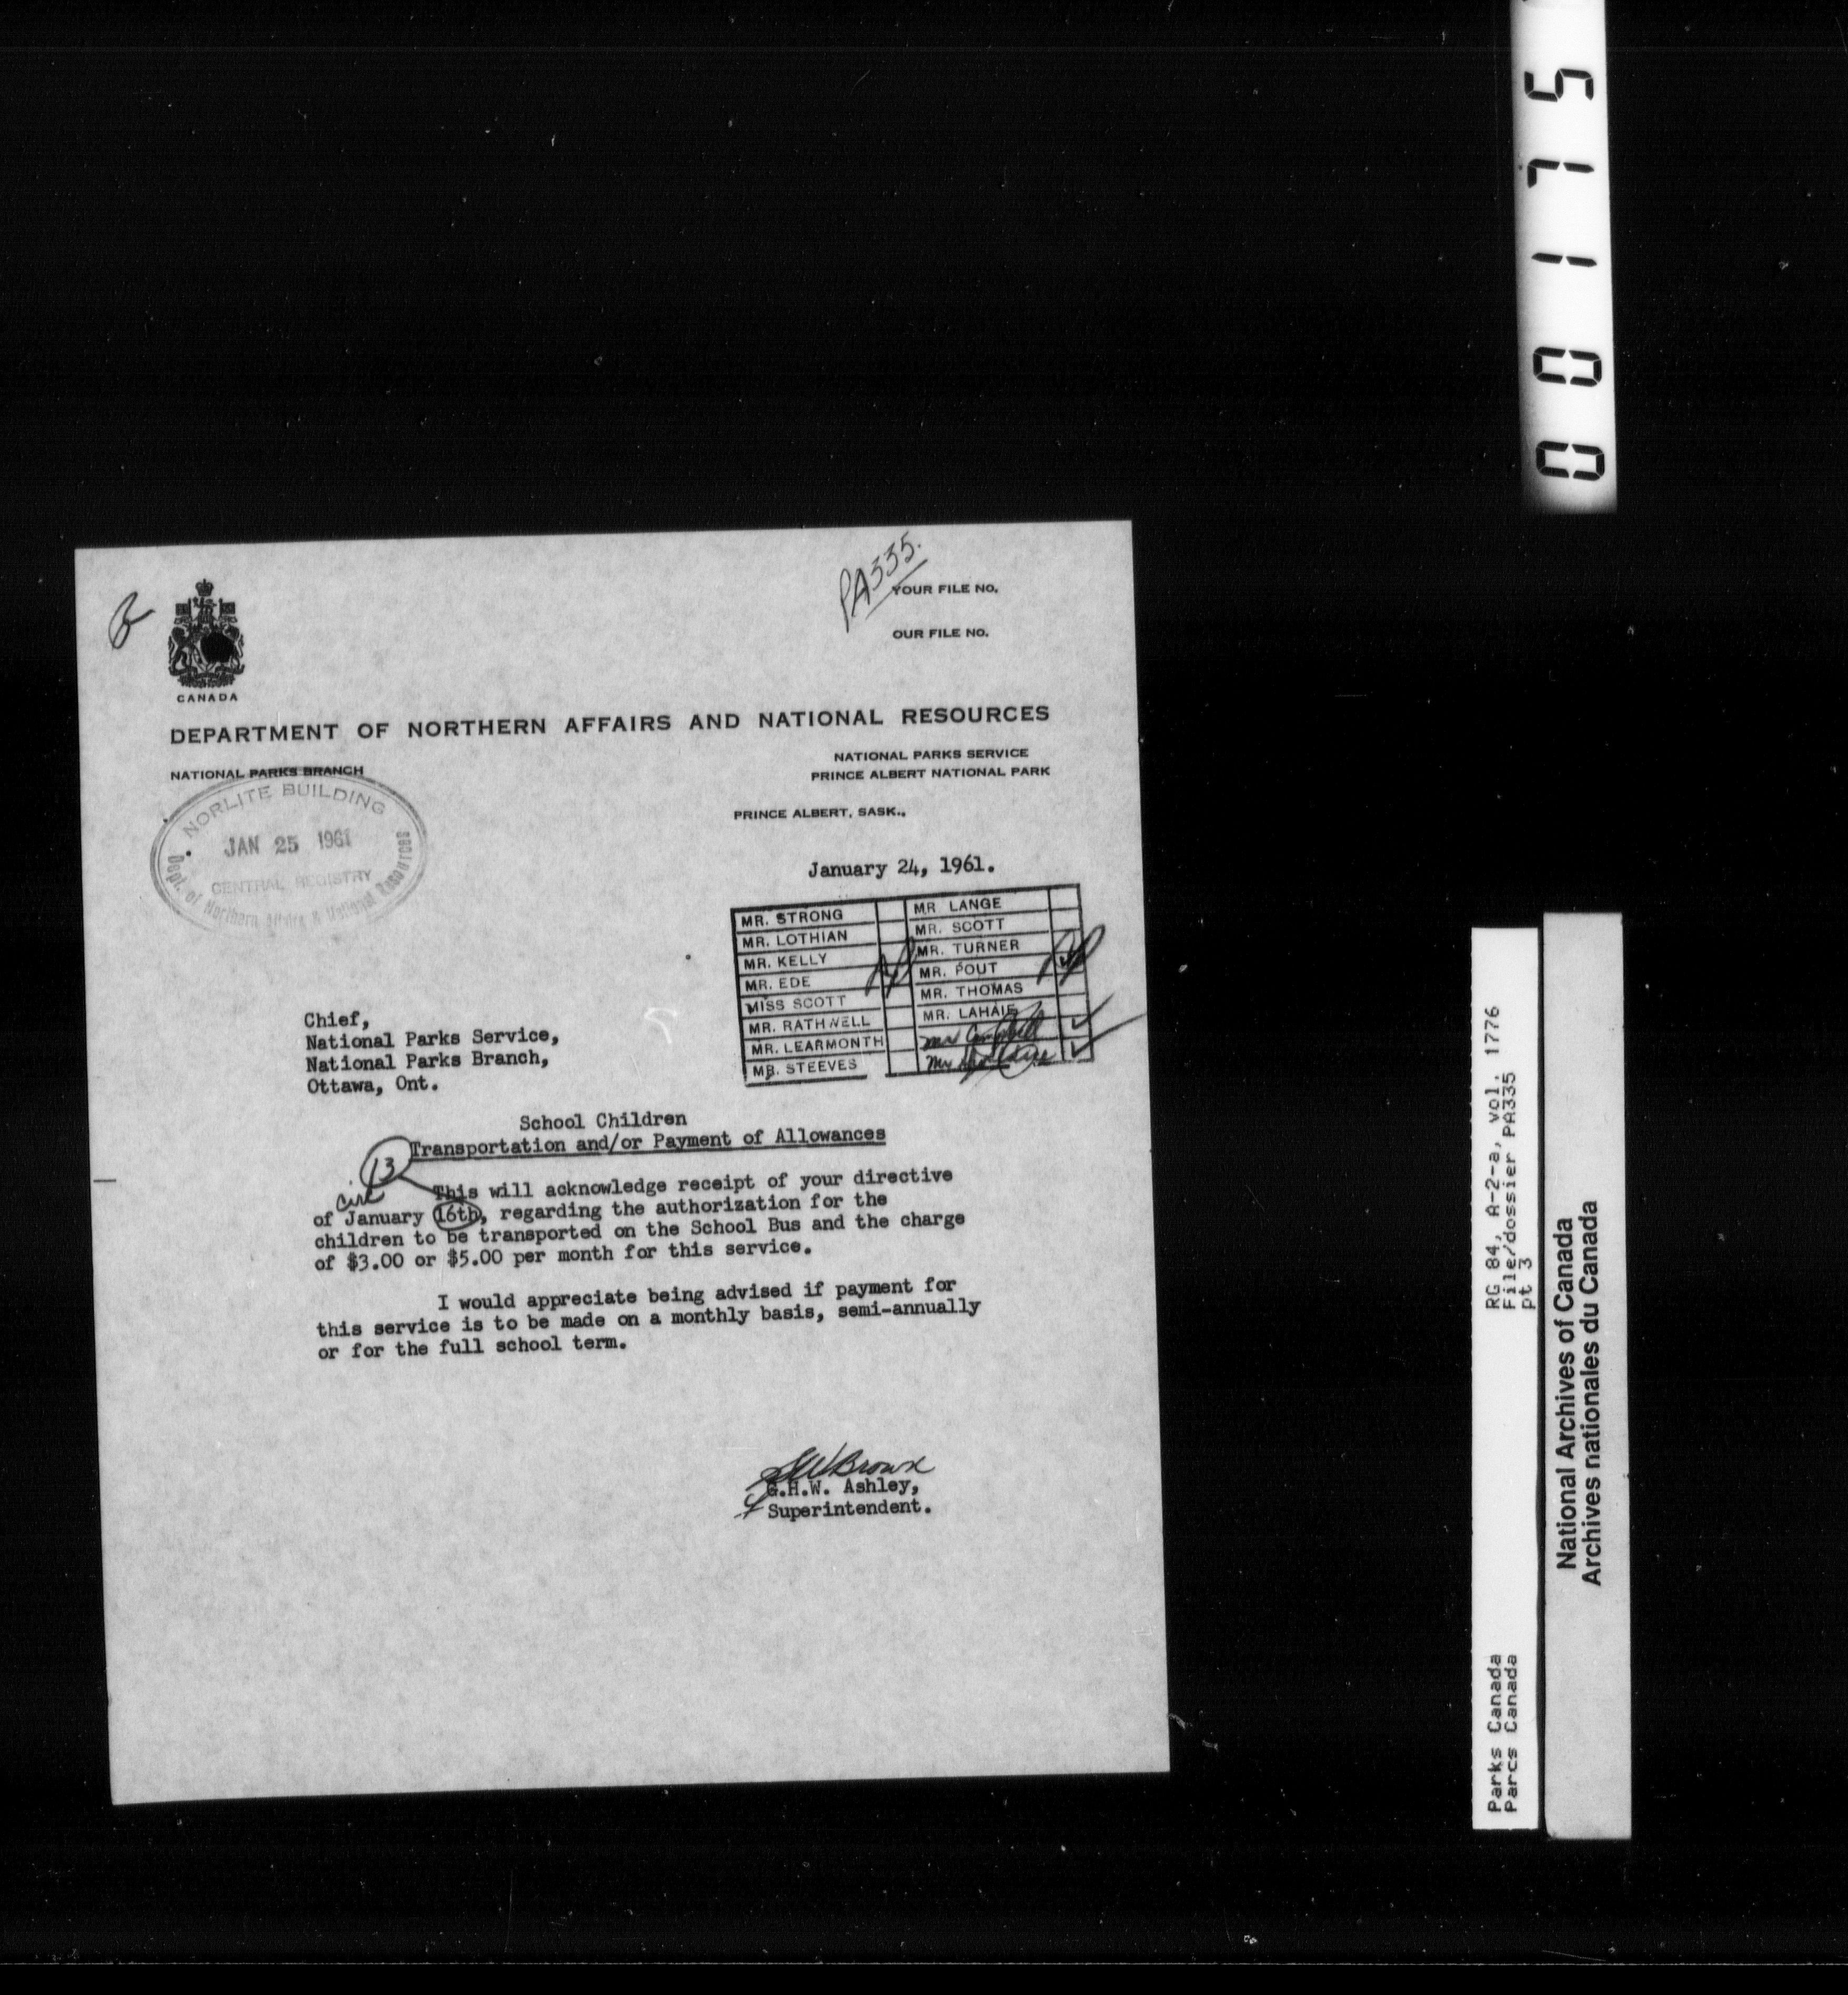 PA335.
YOUR FILE NO.
OUR FILE NO.
CANADA
DEPARTMENT OF NORTHERN AFFAIRS AND NATIONAL RESOURCES
NATIONAL PARKS BRANCH
NATIONAL PARKS SERVICE
PRINCE ALBERT NATIONAL PARK
PRINCE ALBERT, SASK.,
NORLITE BUILDING
JAN 25 1961
CENTRAL REGISTRY
Dept. of Northern Affairs & National Resources
January 24, 1961.
MR. STRONG
MR. LOTHIAN
MR. KELLY
MR. EDE
MISS SCOTT
MR. RATHWELL
MR. LEARMONTH
MR. STEEVES
MR LANGE
MR. SCOTT
MR. TURNER
MR. POUT
MR. THOMAS
MR. LAHAIE
Mr Campbell
Mr
Chief,
National Parks Service,
National Parks Branch,
Ottawa, Ont.
School Children
Transportation and/or Payment of Allowances
13
circ
This will acknowledge receipt of your directive
of January 16th, regarding the authorization for the
children to be transported on the School Bus and the charge
of $3.00 or $5.00 per month for this service.
I would appreciate being advised if payment for
this service is to be made on a monthly basis, semi-annually
or for the full school term.
Brown
G.H.W. Ashley,
Superintendent.
00175
RG 84, A-2-a, vol. 1776
File/dossier PA335
pt 3
Parks Canada
Parcs Canada
National Archives of Canada
Archives nationales du Canada